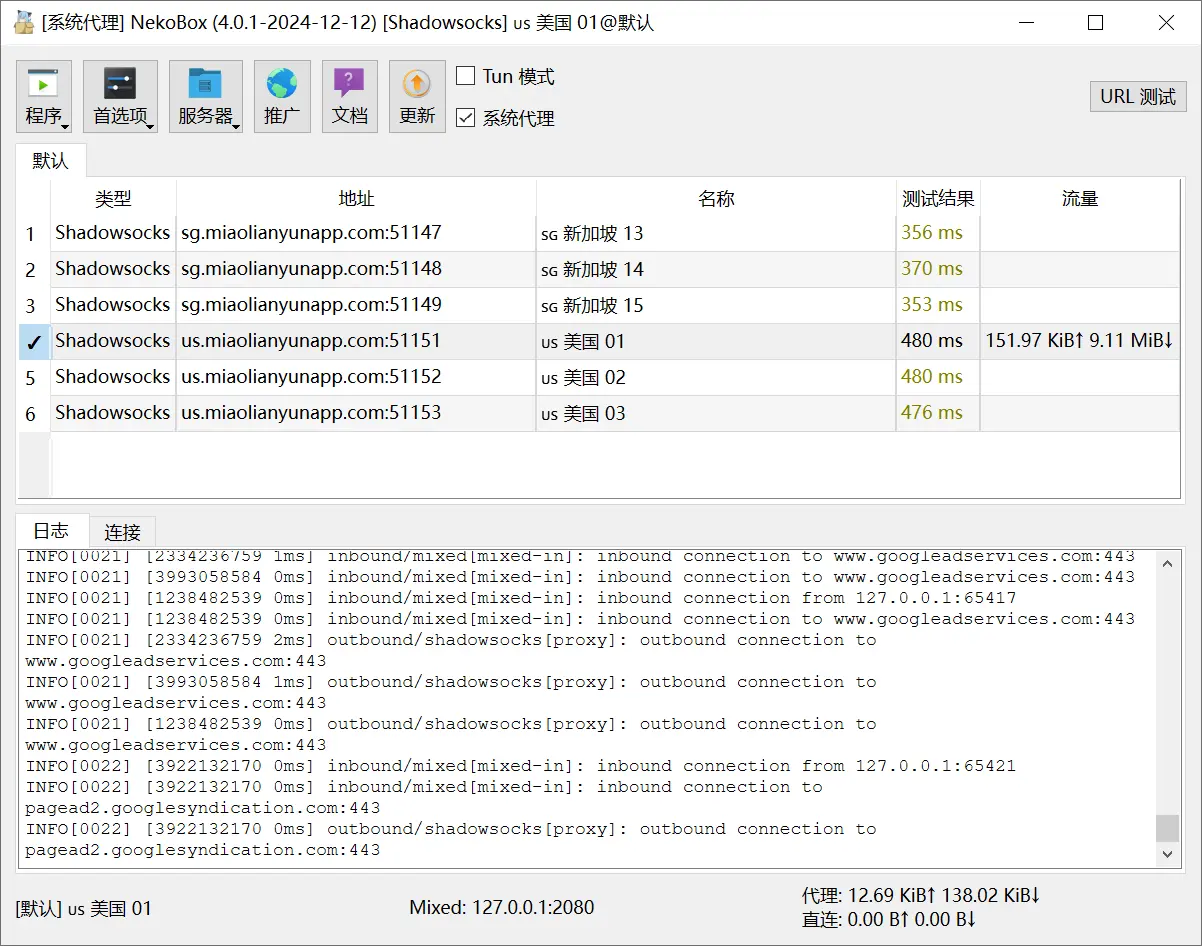 [系统代理] NekoBox (4.0.1-2024-12-12) [Shadowsocks] us 美国 01@默认
程序 首选项 服务器 推广 文档 更新
Tun 模式
系统代理
URL 测试
默认
类型 地址 名称 测试结果 流量
1 Shadowsocks sg.miaolianyunapp.com:51147 SG 新加坡 13 356 ms
2 Shadowsocks sg.miaolianyunapp.com:51148 SG 新加坡 14 370 ms
3 Shadowsocks sg.miaolianyunapp.com:51149 SG 新加坡 15 353 ms
✓ Shadowsocks us.miaolianyunapp.com:51151 us 美国 01 480 ms 151.97 KiB↑ 9.11 MiB↓
5 Shadowsocks us.miaolianyunapp.com:51152 us 美国 02 480 ms
6 Shadowsocks us.miaolianyunapp.com:51153 us 美国 03 476 ms
日志 连接
INFO[0021] [2334236759 1ms] inbound/mixed[mixed-in]: inbound connection to www.googleadservices.com:443
INFO[0021] [3993058584 0ms] inbound/mixed[mixed-in]: inbound connection to www.googleadservices.com:443
INFO[0021] [1238482539 0ms] inbound/mixed[mixed-in]: inbound connection from 127.0.0.1:65417
INFO[0021] [1238482539 0ms] inbound/mixed[mixed-in]: inbound connection to www.googleadservices.com:443
INFO[0021] [2334236759 2ms] outbound/shadowsocks[proxy]: outbound connection to
www.googleadservices.com:443
INFO[0021] [3993058584 1ms] outbound/shadowsocks[proxy]: outbound connection to
www.googleadservices.com:443
INFO[0021] [1238482539 0ms] outbound/shadowsocks[proxy]: outbound connection to
www.googleadservices.com:443
INFO[0022] [3922132170 0ms] inbound/mixed[mixed-in]: inbound connection from 127.0.0.1:65421
INFO[0022] [3922132170 0ms] inbound/mixed[mixed-in]: inbound connection to
pagead2.googlesyndication.com:443
INFO[0022] [3922132170 0ms] outbound/shadowsocks[proxy]: outbound connection to
pagead2.googlesyndication.com:443
[默认] us 美国 01
Mixed: 127.0.0.1:2080
代理: 12.69 KiB↑ 138.02 KiB↓
直连: 0.00 B↑ 0.00 B↓